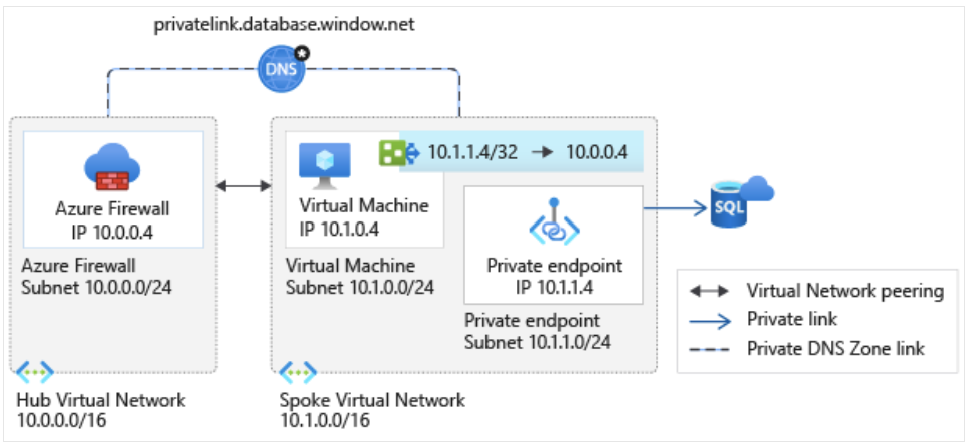 privatelink.database.window.net
DNS
10.1.1.4/32 → 10.0.0.4
Azure Firewall
IP 10.0.0.4
Virtual Machine
IP 10.1.0.4
SQL
Azure Firewall
Subnet 10.0.0.0/24
Virtual Machine
Subnet 10.1.0.0/24
Private endpoint
IP 10.1.1.4
Private endpoint
Subnet 10.1.1.0/24
Virtual Network peering
Private link
Private DNS Zone link
Hub Virtual Network
10.0.0.0/16
Spoke Virtual Network
10.1.0.0/16